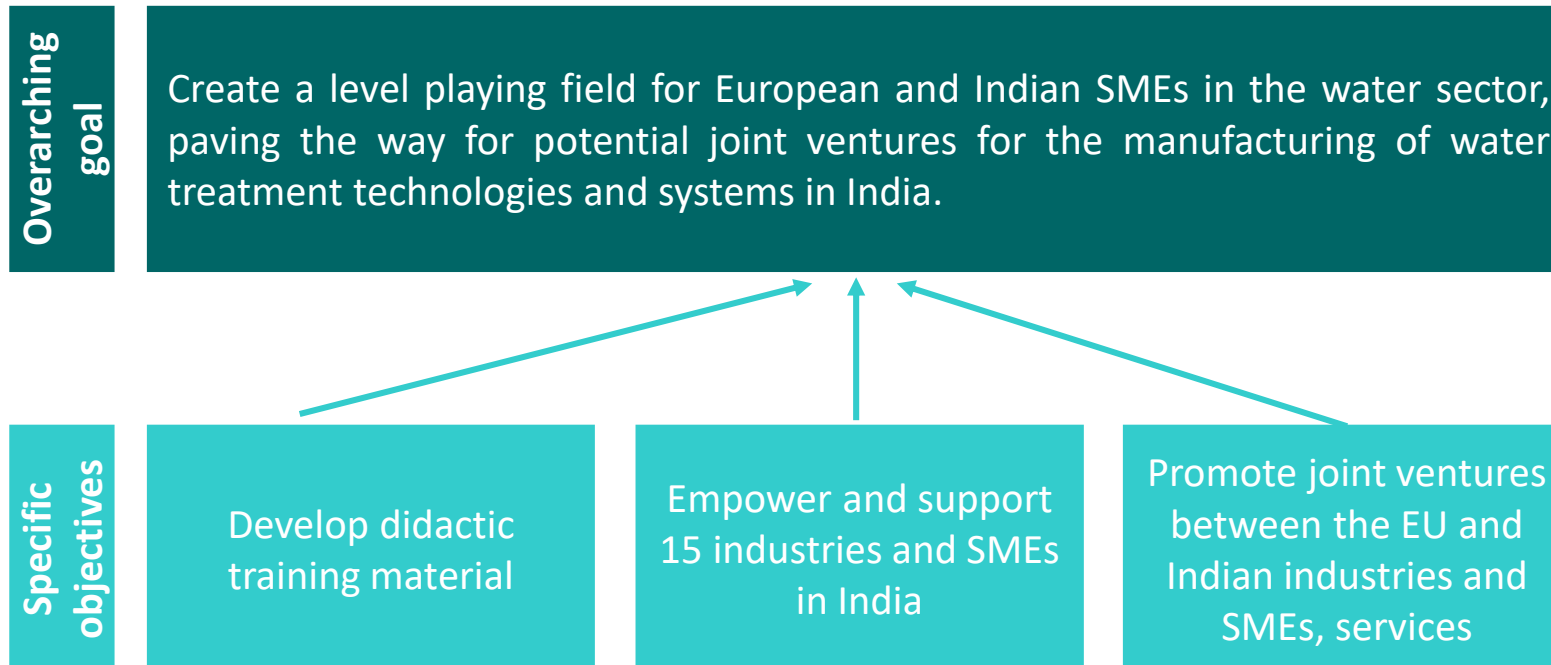 Overarching
goal
Create a level playing field for European and Indian SMEs in the water sector,
paving the way for potential joint ventures for the manufacturing of water
treatment technologies and systems in India.
Specific
objectives
Develop didactic
training material
Empower and support
15 industries and SMEs
in India
Promote joint ventures
between the EU and
Indian industries and
SMEs, services